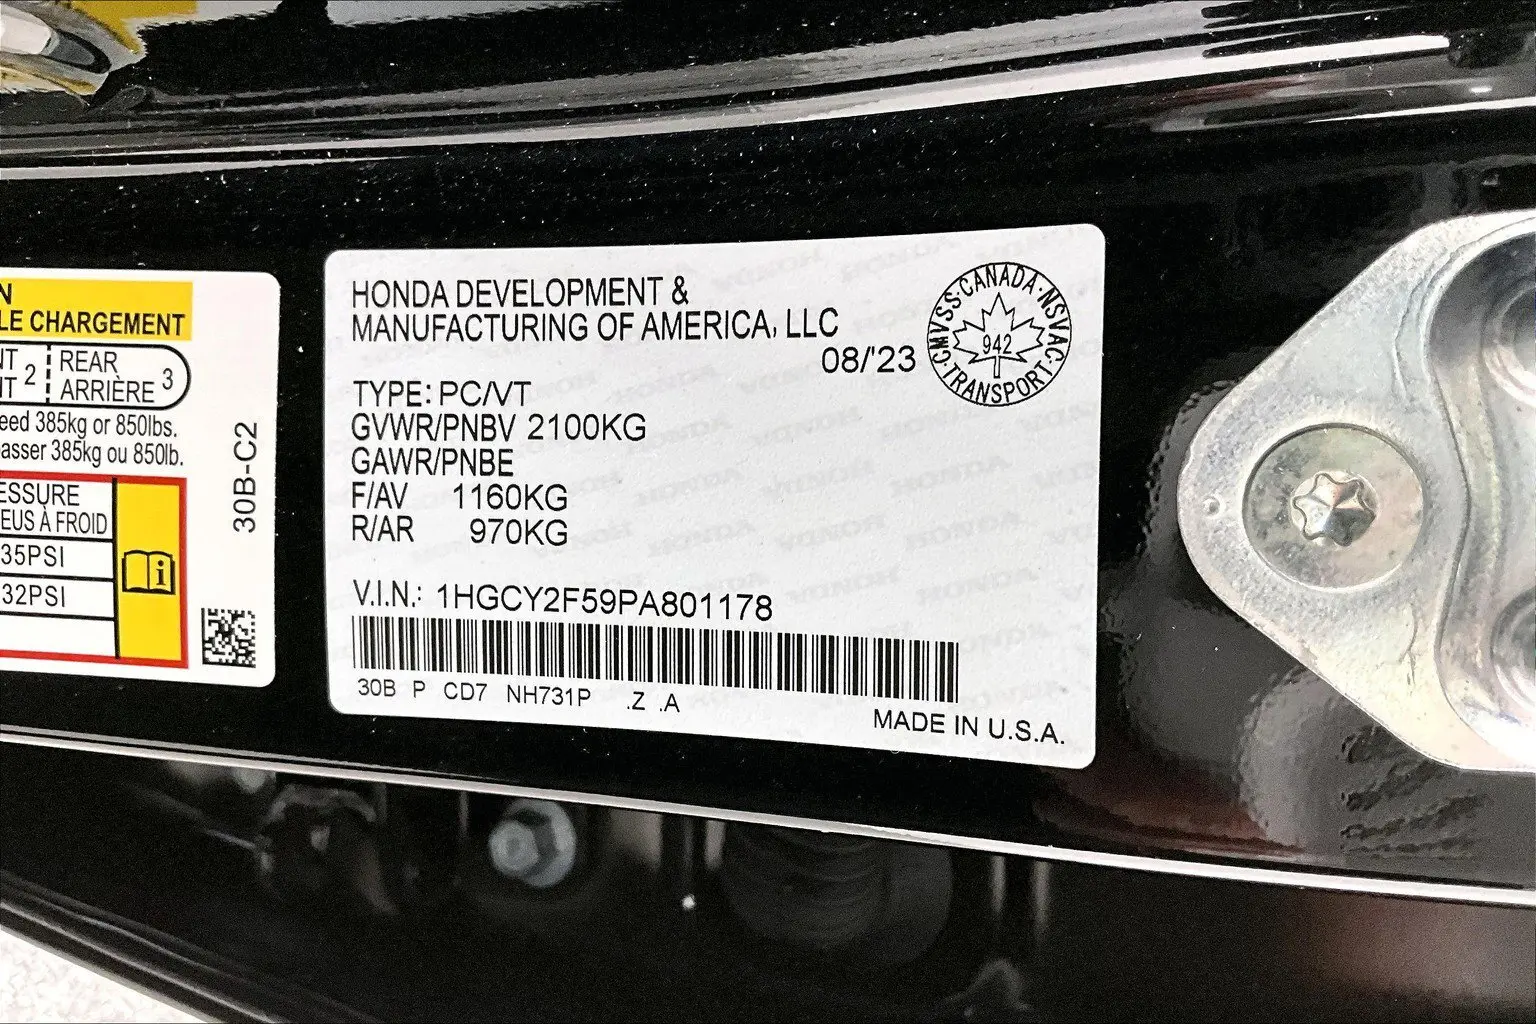 N
LE CHARGEMENT
NT 2 REAR 3
NT ARRIÈRE
eed 385kg or 850lbs.
asser 385kg ou 850lb.
ESSURE
EUS À FROID
35PSI
32PSI
30B-C2
HONDA DEVELOPMENT &
MANUFACTURING OF AMERICA, LLC
08/'23
CMVSS·CANADA·NSVAC·TRANSPORT·
942
TYPE: PC/VT
GVWR/PNBV 2100KG
GAWR/PNBE
F/AV 1160KG
R/AR 970KG
V.I.N.: 1HGCY2F59PA801178
30B P CD7 NH731P .Z .A
MADE IN U.S.A.